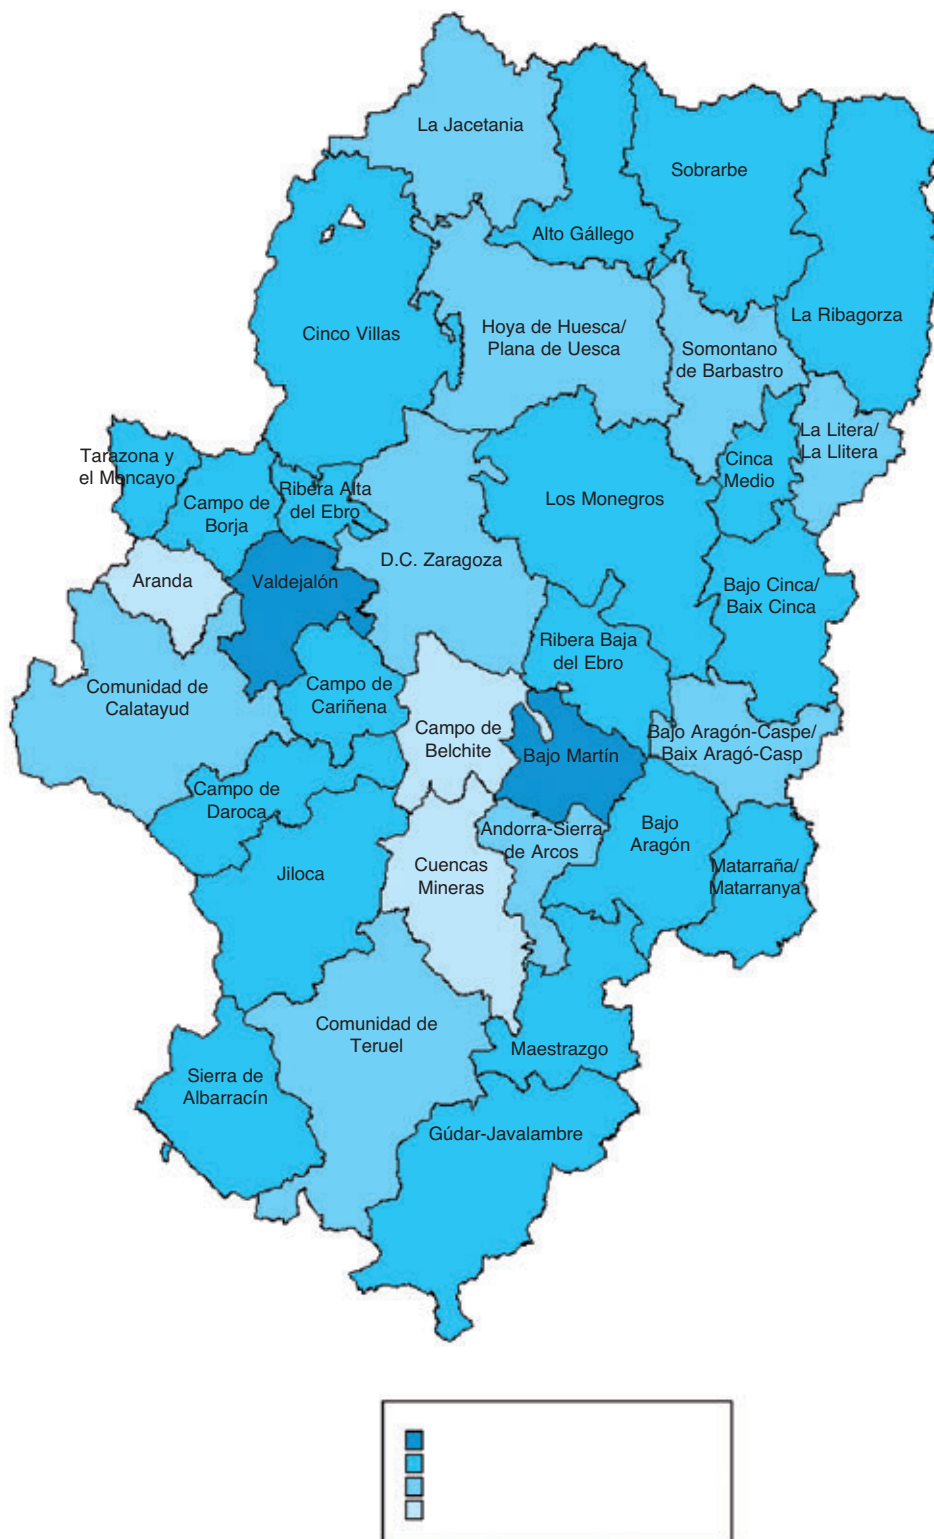 La Jacetania
Sobrarbe
Alto Gállego
La Ribagorza
Cinco Villas
Hoya de Huesca/
Plana de Uesca
Somontano
de Barbastro
La Litera/
La Llitera
Tarazona y
el Moncayo
Cinca
Medio
Ribera Alta
del Ebro
Los Monegros
Campo de
Borja
D.C. Zaragoza
Aranda
Valdejalón
Bajo Cinca/
Baix Cinca
Ribera Baja
del Ebro
Comunidad de
Calatayud
Campo de
Cariñena
Campo de
Belchite
Bajo Aragón-Caspe/
Baix Aragó-Casp
Bajo Martín
Campo de
Daroca
Andorra-Sierra
de Arcos
Bajo
Aragón
Jiloca
Cuencas
Mineras
Matarraña/
Matarranya
Comunidad de
Teruel
Maestrazgo
Sierra de
Albarracín
Gúdar-Javalambre